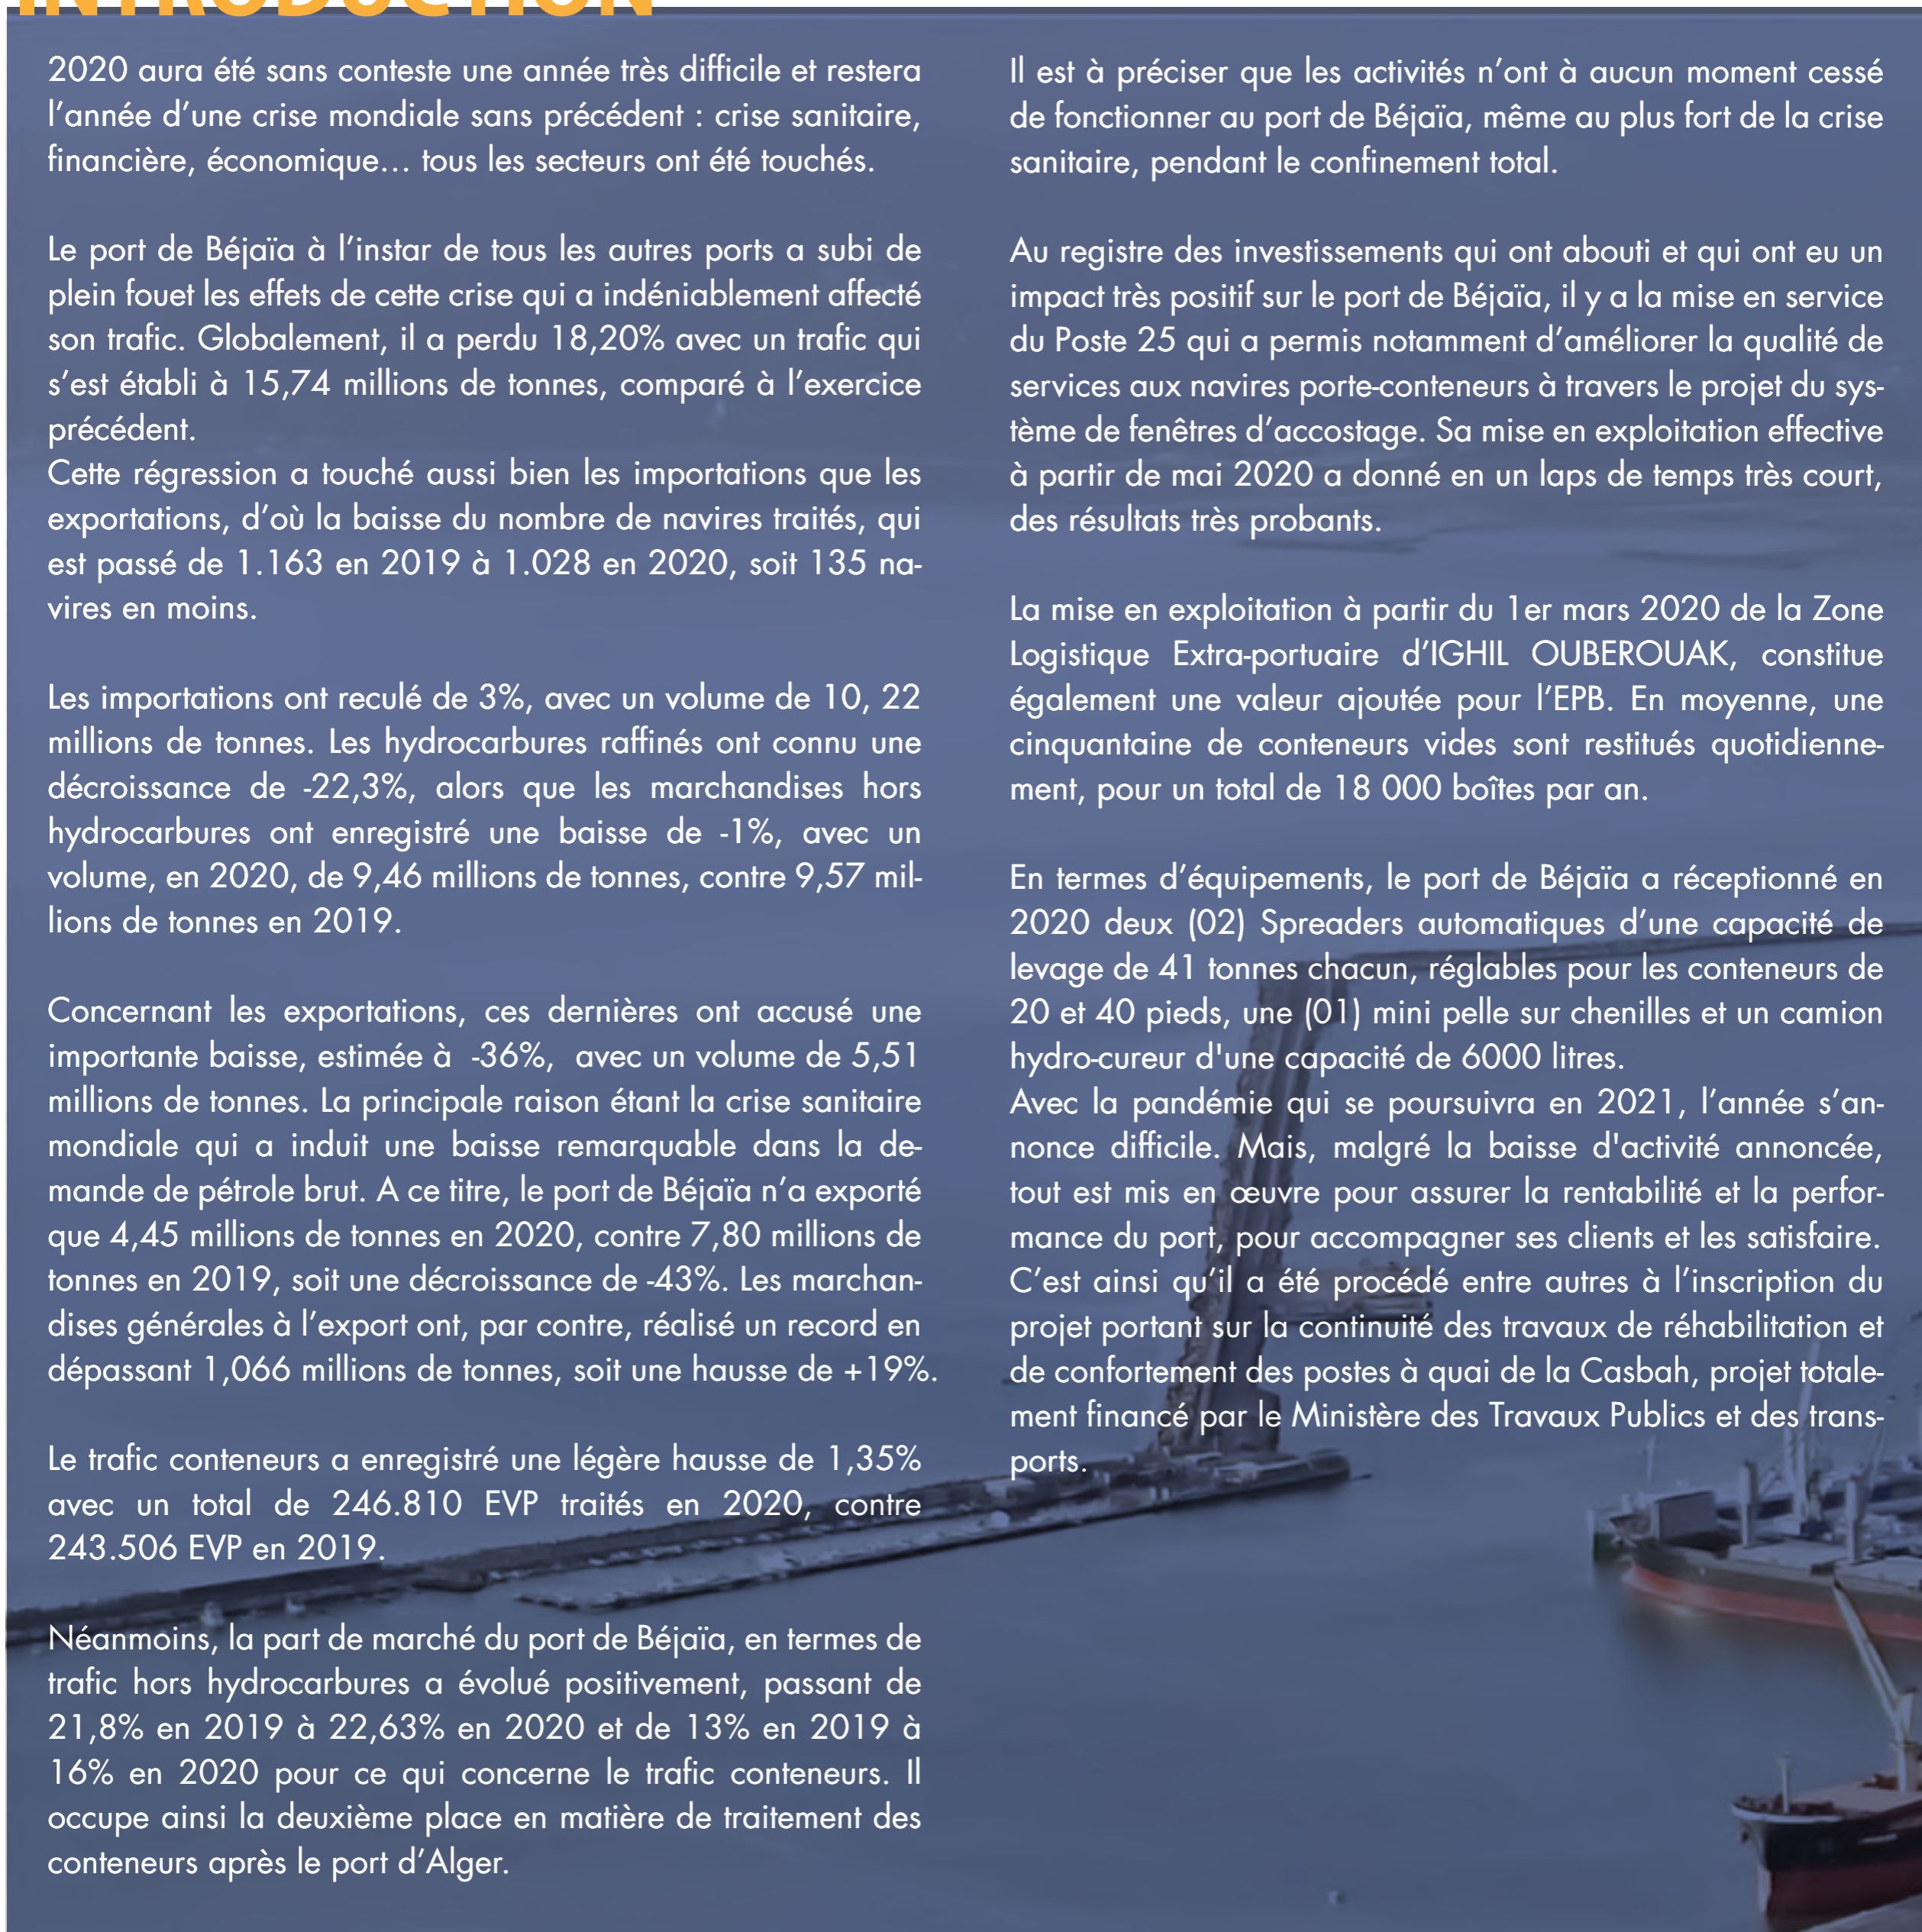 INTRODUCTION
2020 aura été sans conteste une année très difficile et restera
l’année d’une crise mondiale sans précédent : crise sanitaire,
financière, économique… tous les secteurs ont été touchés.
Le port de Béjaïa à l’instar de tous les autres ports a subi de
plein fouet les effets de cette crise qui a indéniablement affecté
son trafic. Globalement, il a perdu 18,20% avec un trafic qui
s’est établi à 15,74 millions de tonnes, comparé à l’exercice
précédent.
Cette régression a touché aussi bien les importations que les
exportations, d’où la baisse du nombre de navires traités, qui
est passé de 1.163 en 2019 à 1.028 en 2020, soit 135 na-
vires en moins.
Les importations ont reculé de 3%, avec un volume de 10, 22
millions de tonnes. Les hydrocarbures raffinés ont connu une
décroissance de -22,3%, alors que les marchandises hors
hydrocarbures ont enregistré une baisse de -1%, avec un
volume, en 2020, de 9,46 millions de tonnes, contre 9,57 mil-
lions de tonnes en 2019.
Concernant les exportations, ces dernières ont accusé une
importante baisse, estimée à -36%, avec un volume de 5,51
millions de tonnes. La principale raison étant la crise sanitaire
mondiale qui a induit une baisse remarquable dans la de-
mande de pétrole brut. A ce titre, le port de Béjaïa n’a exporté
que 4,45 millions de tonnes en 2020, contre 7,80 millions de
tonnes en 2019, soit une décroissance de -43%. Les marchan-
dises générales à l’export ont, par contre, réalisé un record en
dépassant 1,066 millions de tonnes, soit une hausse de +19%.
Le trafic conteneurs a enregistré une légère hausse de 1,35%
avec un total de 246.810 EVP traités en 2020, contre
243.506 EVP en 2019.
Néanmoins, la part de marché du port de Béjaïa, en termes de
trafic hors hydrocarbures a évolué positivement, passant de
21,8% en 2019 à 22,63% en 2020 et de 13% en 2019 à
16% en 2020 pour ce qui concerne le trafic conteneurs. Il
occupe ainsi la deuxième place en matière de traitement des
conteneurs après le port d’Alger.
Il est à préciser que les activités n’ont à aucun moment cessé
de fonctionner au port de Béjaïa, même au plus fort de la crise
sanitaire, pendant le confinement total.
Au registre des investissements qui ont abouti et qui ont eu un
impact très positif sur le port de Béjaïa, il y a la mise en service
du Poste 25 qui a permis notamment d’améliorer la qualité de
services aux navires porte-conteneurs à travers le projet du sys-
tème de fenêtres d’accostage. Sa mise en exploitation effective
à partir de mai 2020 a donné en un laps de temps très court,
des résultats très probants.
La mise en exploitation à partir du 1er mars 2020 de la Zone
Logistique Extra-portuaire d’IGHIL OUBEROUAK, constitue
également une valeur ajoutée pour l’EPB. En moyenne, une
cinquantaine de conteneurs vides sont restitués quotidienne-
ment, pour un total de 18 000 boîtes par an.
En termes d’équipements, le port de Béjaïa a réceptionné en
2020 deux (02) Spreaders automatiques d’une capacité de
levage de 41 tonnes chacun, réglables pour les conteneurs de
20 et 40 pieds, une (01) mini pelle sur chenilles et un camion
hydro-cureur d'une capacité de 6000 litres.
Avec la pandémie qui se poursuivra en 2021, l’année s’an-
nonce difficile. Mais, malgré la baisse d'activité annoncée,
tout est mis en œuvre pour assurer la rentabilité et la perfor-
mance du port, pour accompagner ses clients et les satisfaire.
C’est ainsi qu’il a été procédé entre autres à l’inscription du
projet portant sur la continuité des travaux de réhabilitation et
de confortement des postes à quai de la Casbah, projet totale-
ment financé par le Ministère des Travaux Publics et des trans-
ports.